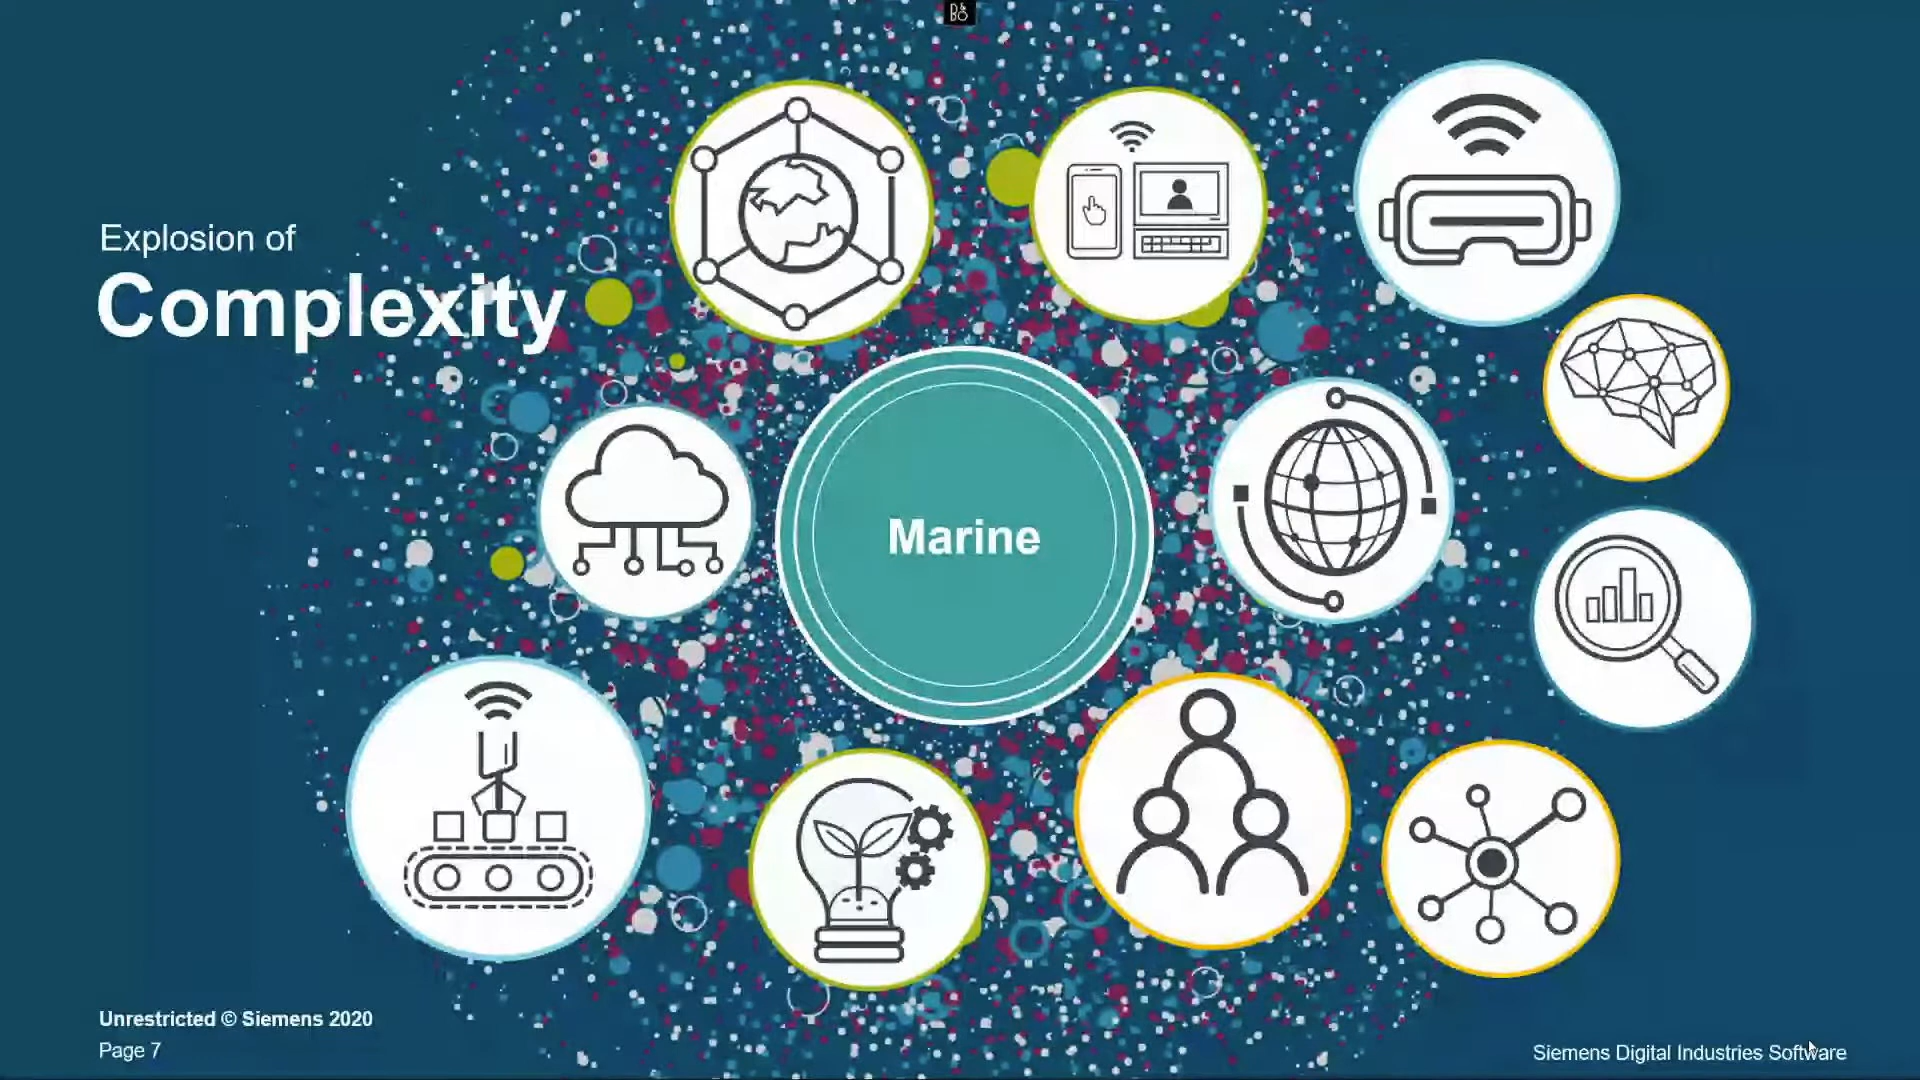 B&O
Explosion of
Complexity
Marine
Unrestricted © Siemens 2020
Page 7
Siemens Digital Industries Software